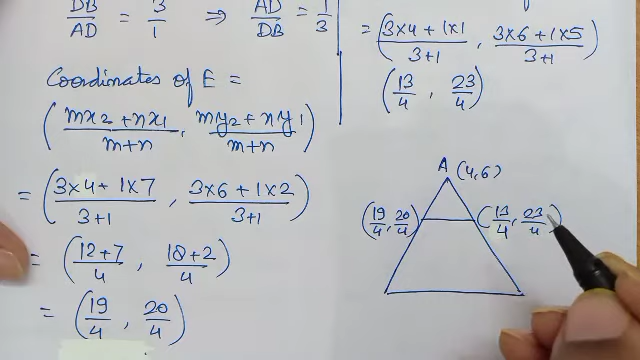 DB/AD = 3/1 ⇒ AD/DB = 1/3
Coordinates of E =
(mx₂+nx₁/m+n, my₂+ny₁/m+n)
= (3×4+1×7/3+1, 3×6+1×2/3+1)
= (12+7/4, 18+2/4)
= (19/4, 20/4)
= (3×4+1×1/3+1, 3×6+1×5/3+1)
(13/4, 23/4)
A (4,6)
(19/4, 20/4) (13/4, 23/4)